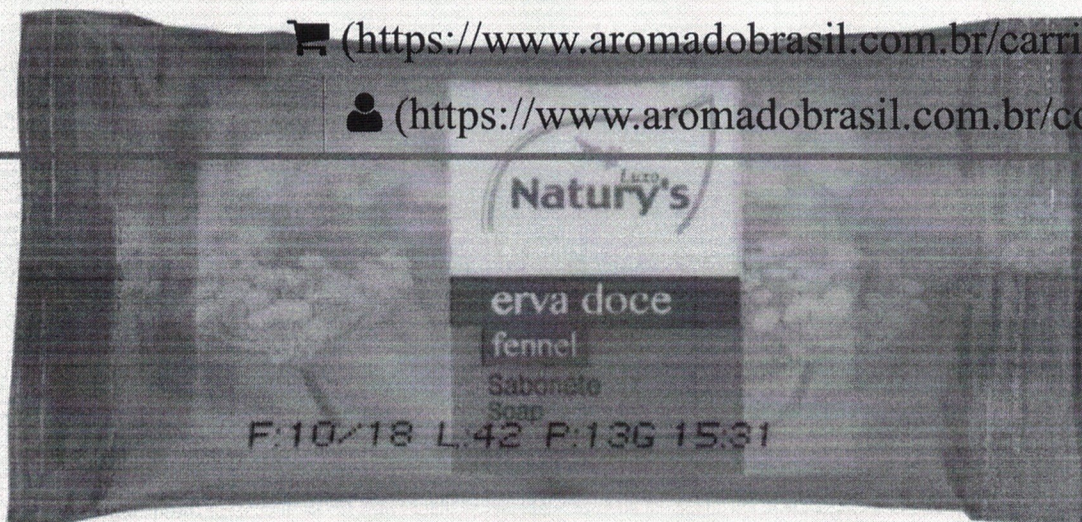 (https://www.aromadobrasil.com.br/carri
(https://www.aromadobrasil.com.br/c
Luxo
Natury's
erva doce
fennel
Sabonete
Soap
F:10/18 L:42 P:13G 15:31